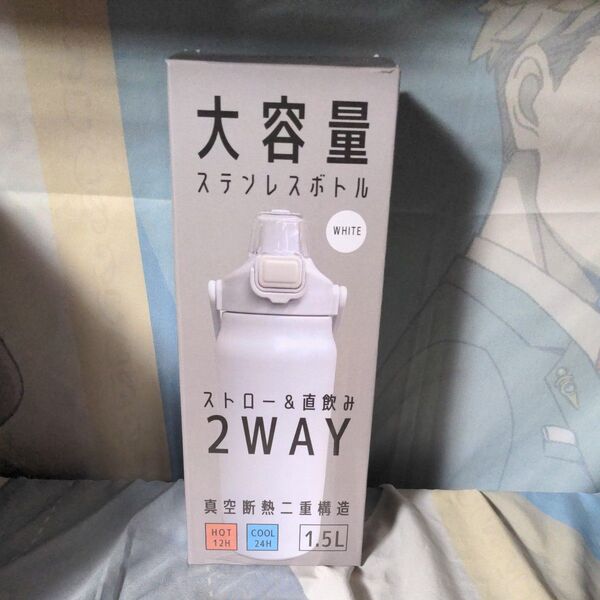 大容量
ステンレスボトル
WHITE
ストロー&直飲み
2WAY
真空断熱二重構造
HOT
12H
COOL
24H
1.5L